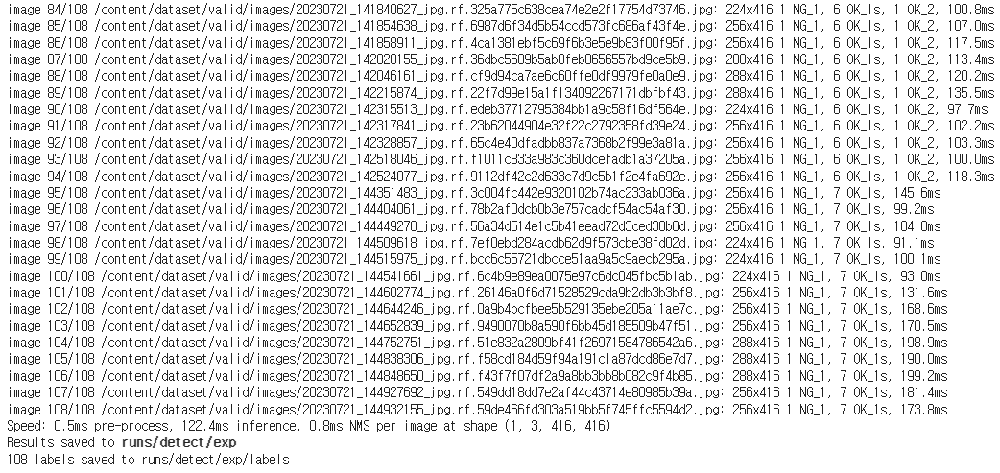 image 84/108 /content/dataset/valid/images/20230721_141840627_jpg.rf.325a775c638cea74e2e2f17754d73746.jpg: 224x416 1 NG_1, 6 OK_1s, 1 OK_2, 100.8ms
image 85/108 /content/dataset/valid/images/20230721_141854638_jpg.rf.6987d6f34d5b54ccd573fc686af43f4e.jpg: 256x416 1 NG_1, 6 OK_1s, 1 OK_2, 107.0ms
image 86/108 /content/dataset/valid/images/20230721_141858911_jpg.rf.4ca1381ebf5c69f6b3e5e9b83f00f95f.jpg: 256x416 1 NG_1, 6 OK_1s, 1 OK_2, 117.5ms
image 87/108 /content/dataset/valid/images/20230721_142020155_jpg.rf.36dbc5609b5ab0feb0656557bd9ce5b9.jpg: 288x416 1 NG_1, 6 OK_1s, 1 OK_2, 113.4ms
image 88/108 /content/dataset/valid/images/20230721_142046161_jpg.rf.cf9d94ca7ae6c60ffe0df9979fe0a0e9.jpg: 288x416 1 NG_1, 6 OK_1s, 1 OK_2, 120.2ms
image 89/108 /content/dataset/valid/images/20230721_142215874_jpg.rf.22f7d99e15a1f134092267171dbfbf43.jpg: 288x416 1 NG_1, 6 OK_1s, 1 OK_2, 135.5ms
image 90/108 /content/dataset/valid/images/20230721_142315513_jpg.rf.edeb37712795384bb1a9c58f16df564e.jpg: 224x416 1 NG_1, 6 OK_1s, 1 OK_2, 97.7ms
image 91/108 /content/dataset/valid/images/20230721_142317841_jpg.rf.23b62044904e32f22c2792358fd39e24.jpg: 256x416 1 NG_1, 6 OK_1s, 1 OK_2, 102.2ms
image 92/108 /content/dataset/valid/images/20230721_142328857_jpg.rf.65c4e40dfadbb837a7368b2f99e3a81a.jpg: 256x416 1 NG_1, 6 OK_1s, 1 OK_2, 103.3ms
image 93/108 /content/dataset/valid/images/20230721_142518046_jpg.rf.f1011c833a983c360dcefadb1a37205a.jpg: 256x416 1 NG_1, 6 OK_1s, 1 OK_2, 100.0ms
image 94/108 /content/dataset/valid/images/20230721_142524077_jpg.rf.9112df42c2d633c7d9c5b1f2e4fa692e.jpg: 256x416 1 NG_1, 6 OK_1s, 1 OK_2, 118.3ms
image 95/108 /content/dataset/valid/images/20230721_144351483_jpg.rf.3c004fc442e9320102b74ac233ab036a.jpg: 256x416 1 NG_1, 7 OK_1s, 145.6ms
image 96/108 /content/dataset/valid/images/20230721_144404061_jpg.rf.78b2af0dcb0b3e757cadcf54ac54af30.jpg: 256x416 1 NG_1, 7 OK_1s, 99.2ms
image 97/108 /content/dataset/valid/images/20230721_144449270_jpg.rf.56a34d514e1c5b41eead72d3ced30b0d.jpg: 256x416 1 NG_1, 7 OK_1s, 104.0ms
image 98/108 /content/dataset/valid/images/20230721_144509618_jpg.rf.7ef0ebd284acdb62d9f573cbe38fd02d.jpg: 224x416 1 NG_1, 7 OK_1s, 91.1ms
image 99/108 /content/dataset/valid/images/20230721_144515975_jpg.rf.bcc6c55721dbcce51aa9a5c9aecb295a.jpg: 224x416 1 NG_1, 7 OK_1s, 100.1ms
image 100/108 /content/dataset/valid/images/20230721_144541661_jpg.rf.6c4b9e89ea0075e97c6dc045fbc5b1ab.jpg: 224x416 1 NG_1, 7 OK_1s, 93.0ms
image 101/108 /content/dataset/valid/images/20230721_144602774_jpg.rf.26146a0f6d71528529cda9b2db3b3bf8.jpg: 256x416 1 NG_1, 7 OK_1s, 131.6ms
image 102/108 /content/dataset/valid/images/20230721_144644246_jpg.rf.0a9b4bcfbee5b529135ebe205a11ae7c.jpg: 256x416 1 NG_1, 7 OK_1s, 168.6ms
image 103/108 /content/dataset/valid/images/20230721_144652839_jpg.rf.9490070b8a590f6bb45d185509b47f51.jpg: 256x416 1 NG_1, 7 OK_1s, 170.5ms
image 104/108 /content/dataset/valid/images/20230721_144752751_jpg.rf.51e832a2809bf41f26971584786542a6.jpg: 288x416 1 NG_1, 7 OK_1s, 198.9ms
image 105/108 /content/dataset/valid/images/20230721_144838306_jpg.rf.f58cd184d59f94a191c1a87dcd86e7d7.jpg: 288x416 1 NG_1, 7 OK_1s, 190.0ms
image 106/108 /content/dataset/valid/images/20230721_144848650_jpg.rf.f43f7f07df2a9a8bb3bb8b082c9f4b85.jpg: 288x416 1 NG_1, 7 OK_1s, 199.2ms
image 107/108 /content/dataset/valid/images/20230721_144927692_jpg.rf.549dd18dd7e2af44c43714e80985b39a.jpg: 256x416 1 NG_1, 7 OK_1s, 181.4ms
image 108/108 /content/dataset/valid/images/20230721_144932155_jpg.rf.59de466fd303a519bb5f745ffc5594d2.jpg: 256x416 1 NG_1, 7 OK_1s, 173.8ms
Speed: 0.5ms pre-process, 122.4ms inference, 0.8ms NMS per image at shape (1, 3, 416, 416)
Results saved to runs/detect/exp
108 labels saved to runs/detect/exp/labels